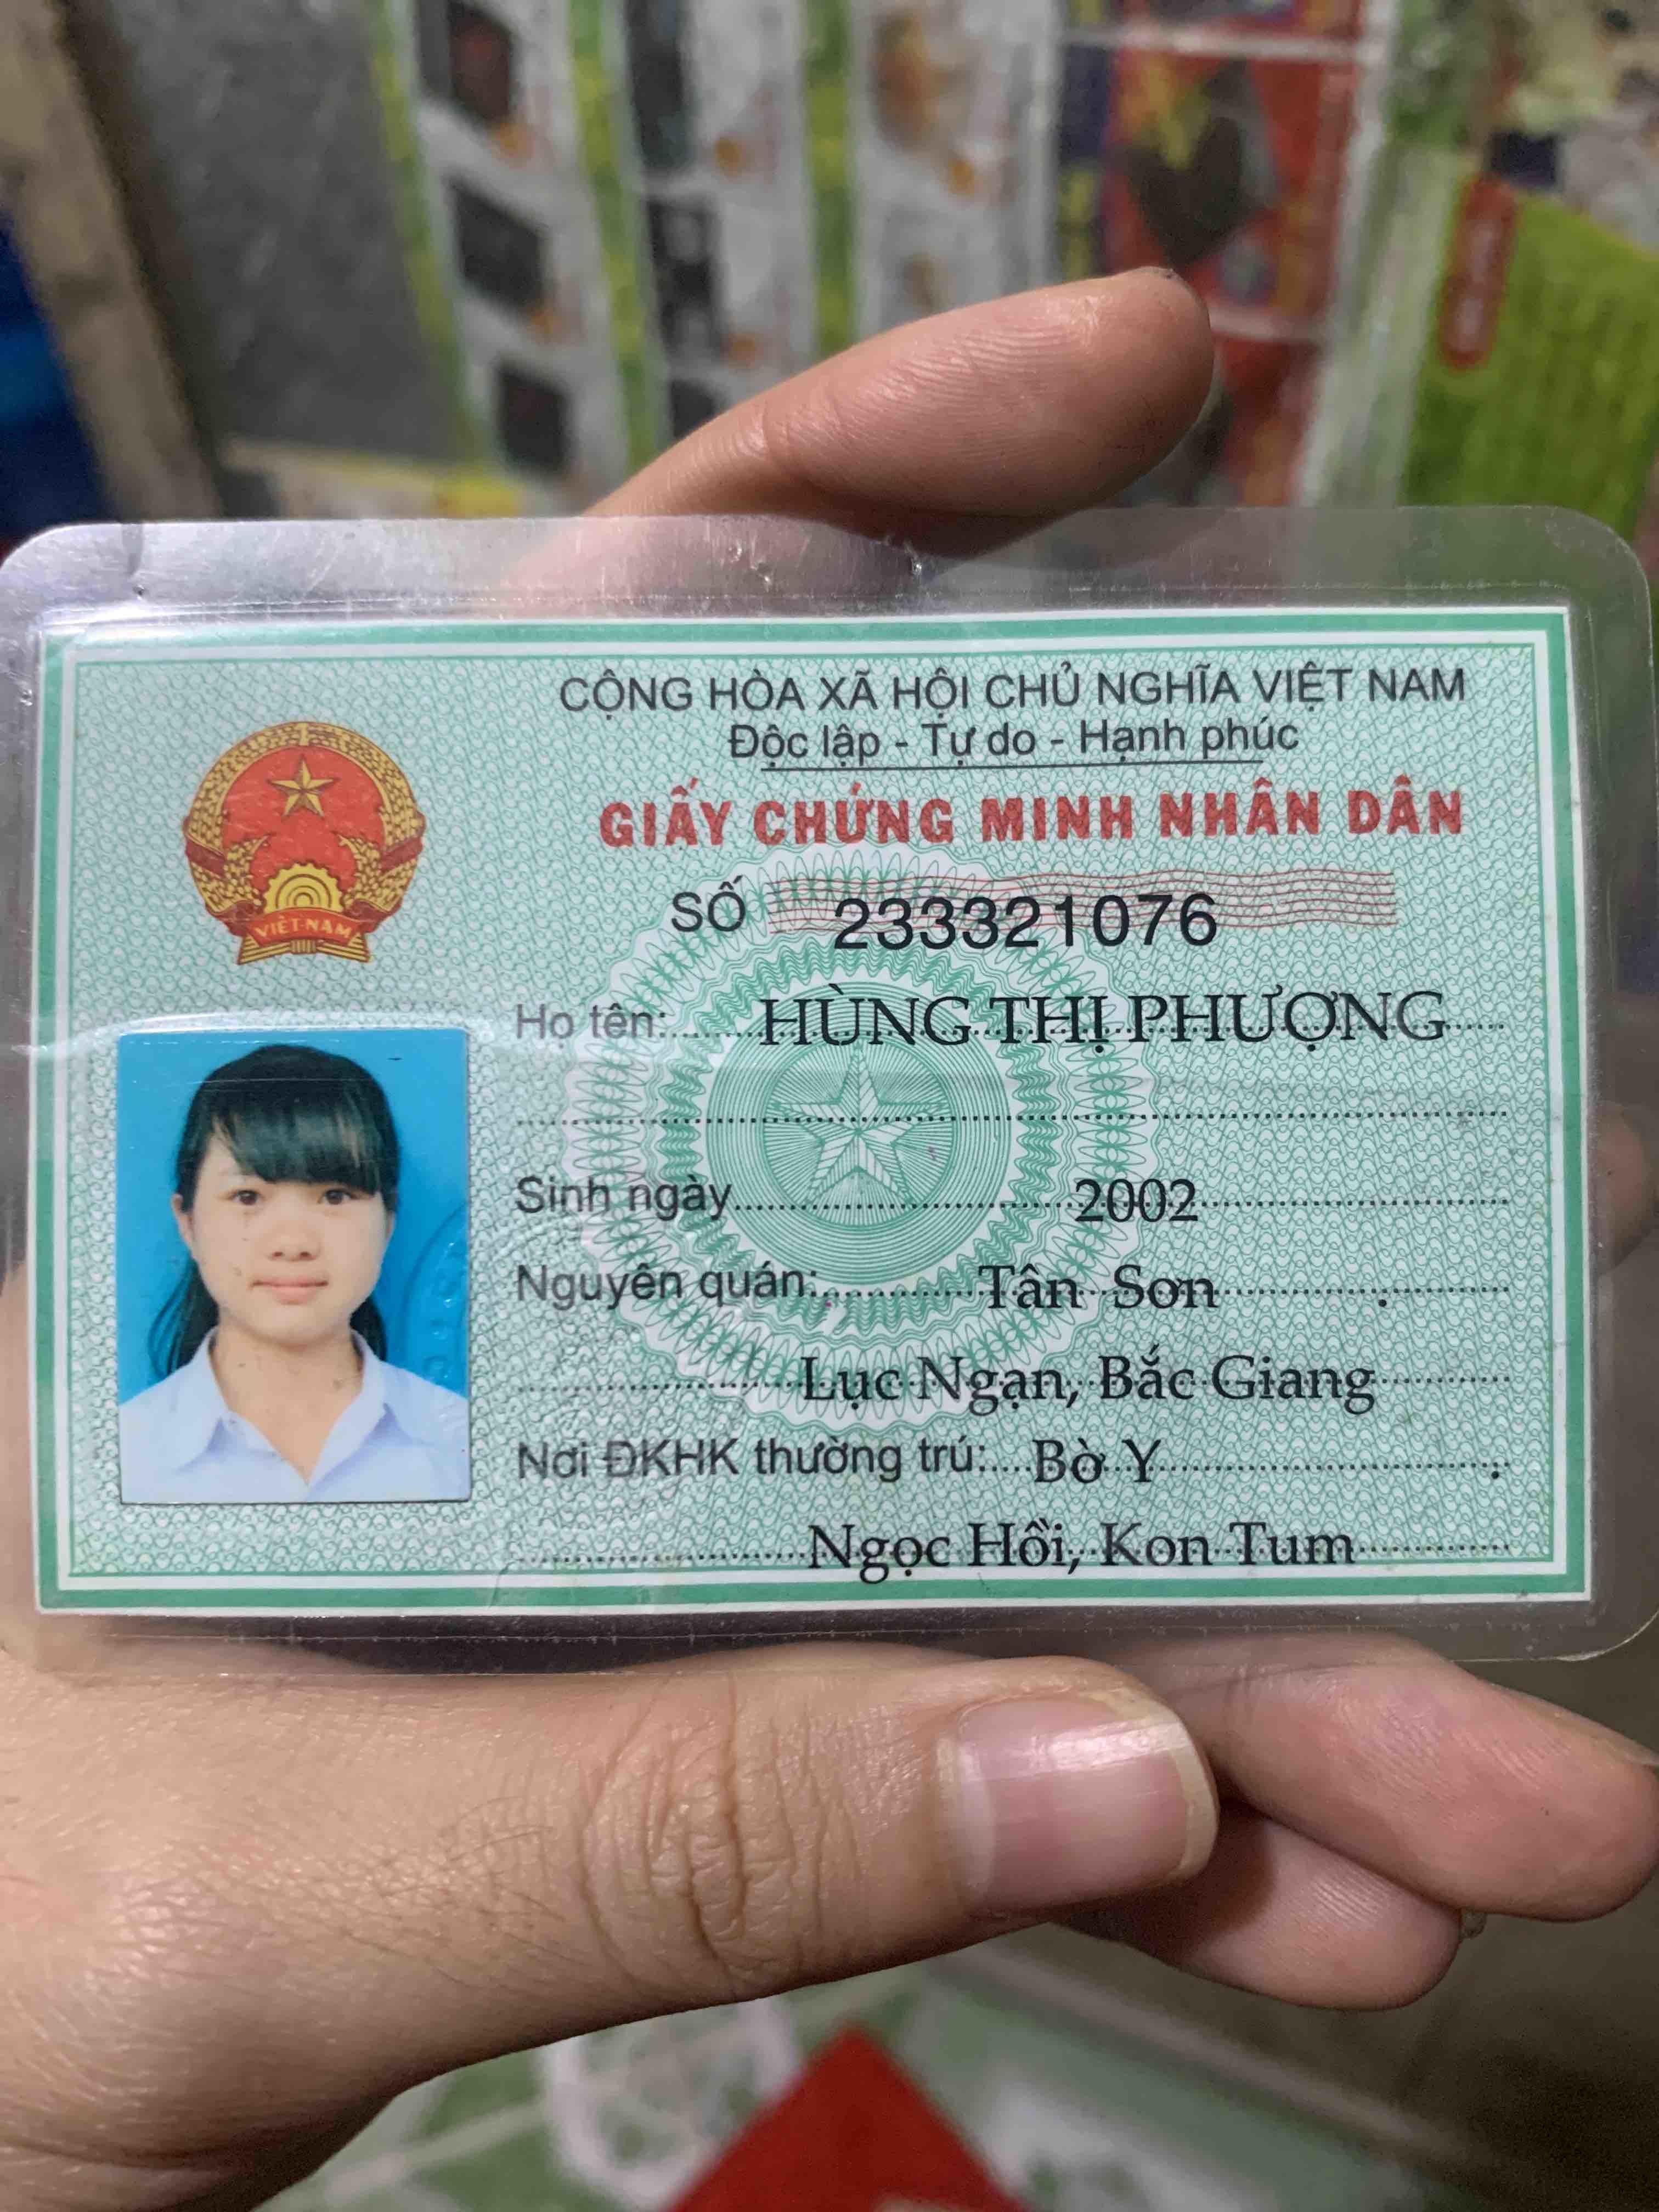 CỘNG HÒA XÃ HỘI CHỦ NGHĨA VIỆT NAM
Độc lập - Tự do - Hạnh phúc
GIẤY CHỨNG MINH NHÂN DÂN
SỐ 233321076
VIỆT NAM
Họ tên: HÙNG THỊ PHƯỢNG
Sinh ngày 2002
Nguyên quán: Tân Sơn
Lục Ngạn, Bắc Giang
Nơi ĐKHK thường trú: Bờ Y
Ngọc Hồi, Kon Tum